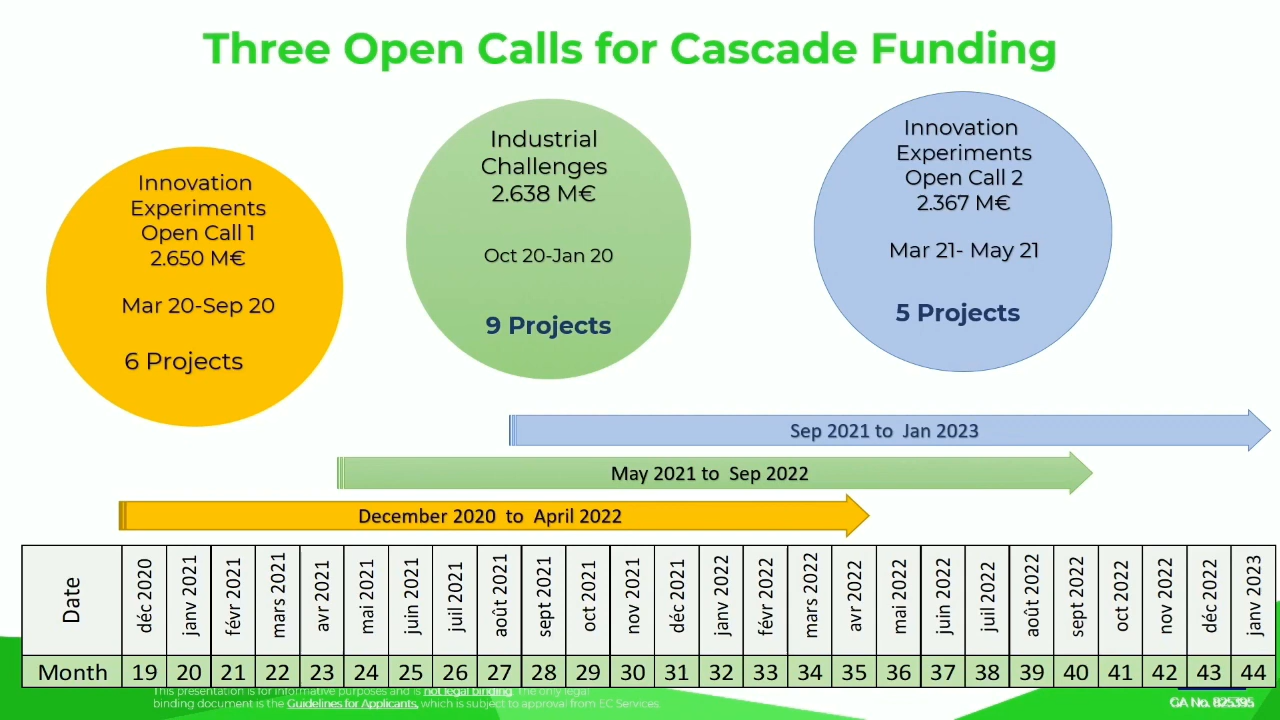 Three Open Calls for Cascade Funding
Innovation
Experiments
Open Call 1
2.650 M€
Mar 20-Sep 20
6 Projects
Industrial
Challenges
2.638 M€
Oct 20-Jan 20
9 Projects
Innovation
Experiments
Open Call 2
2.367 M€
Mar 21- May 21
5 Projects
Sep 2021 to Jan 2023
May 2021 to Sep 2022
December 2020 to April 2022
Date déc 2020 janv 2021 févr 2021 mars 2021 avr 2021 mai 2021 juin 2021 juil 2021 août 2021 sept 2021 oct 2021 nov 2021 déc 2021 janv 2022 févr 2022 mars 2022 avr 2022 mai 2022 juin 2022 juil 2022 août 2022 sept 2022 oct 2022 nov 2022 déc 2022 janv 2023
Month 19 20 21 22 23 24 25 26 27 28 29 30 31 32 33 34 35 36 37 38 39 40 41 42 43 44
This presentation is for informative purposes and is not legal binding, the only legal
binding document is the Guidelines for Applicants, which is subject to approval from EC Services.
GA No. 825395